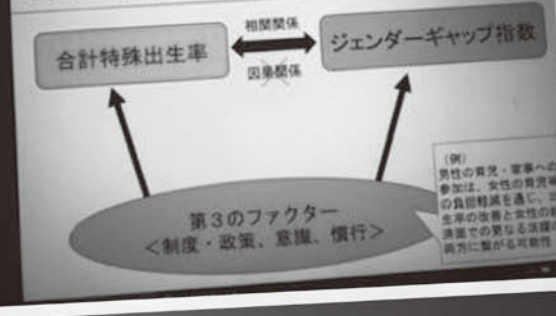 相関関係
合計特殊出生率
ジェンダーギャップ指数
因果関係
第3のファクター
<制度・政策、意識、慣行>
(例)
男性の育児・家事への
参加は、女性の育児
の負担軽減を通じ、
生率の改善と女性の
済面での更なる活躍の
両方に繋がる可能性